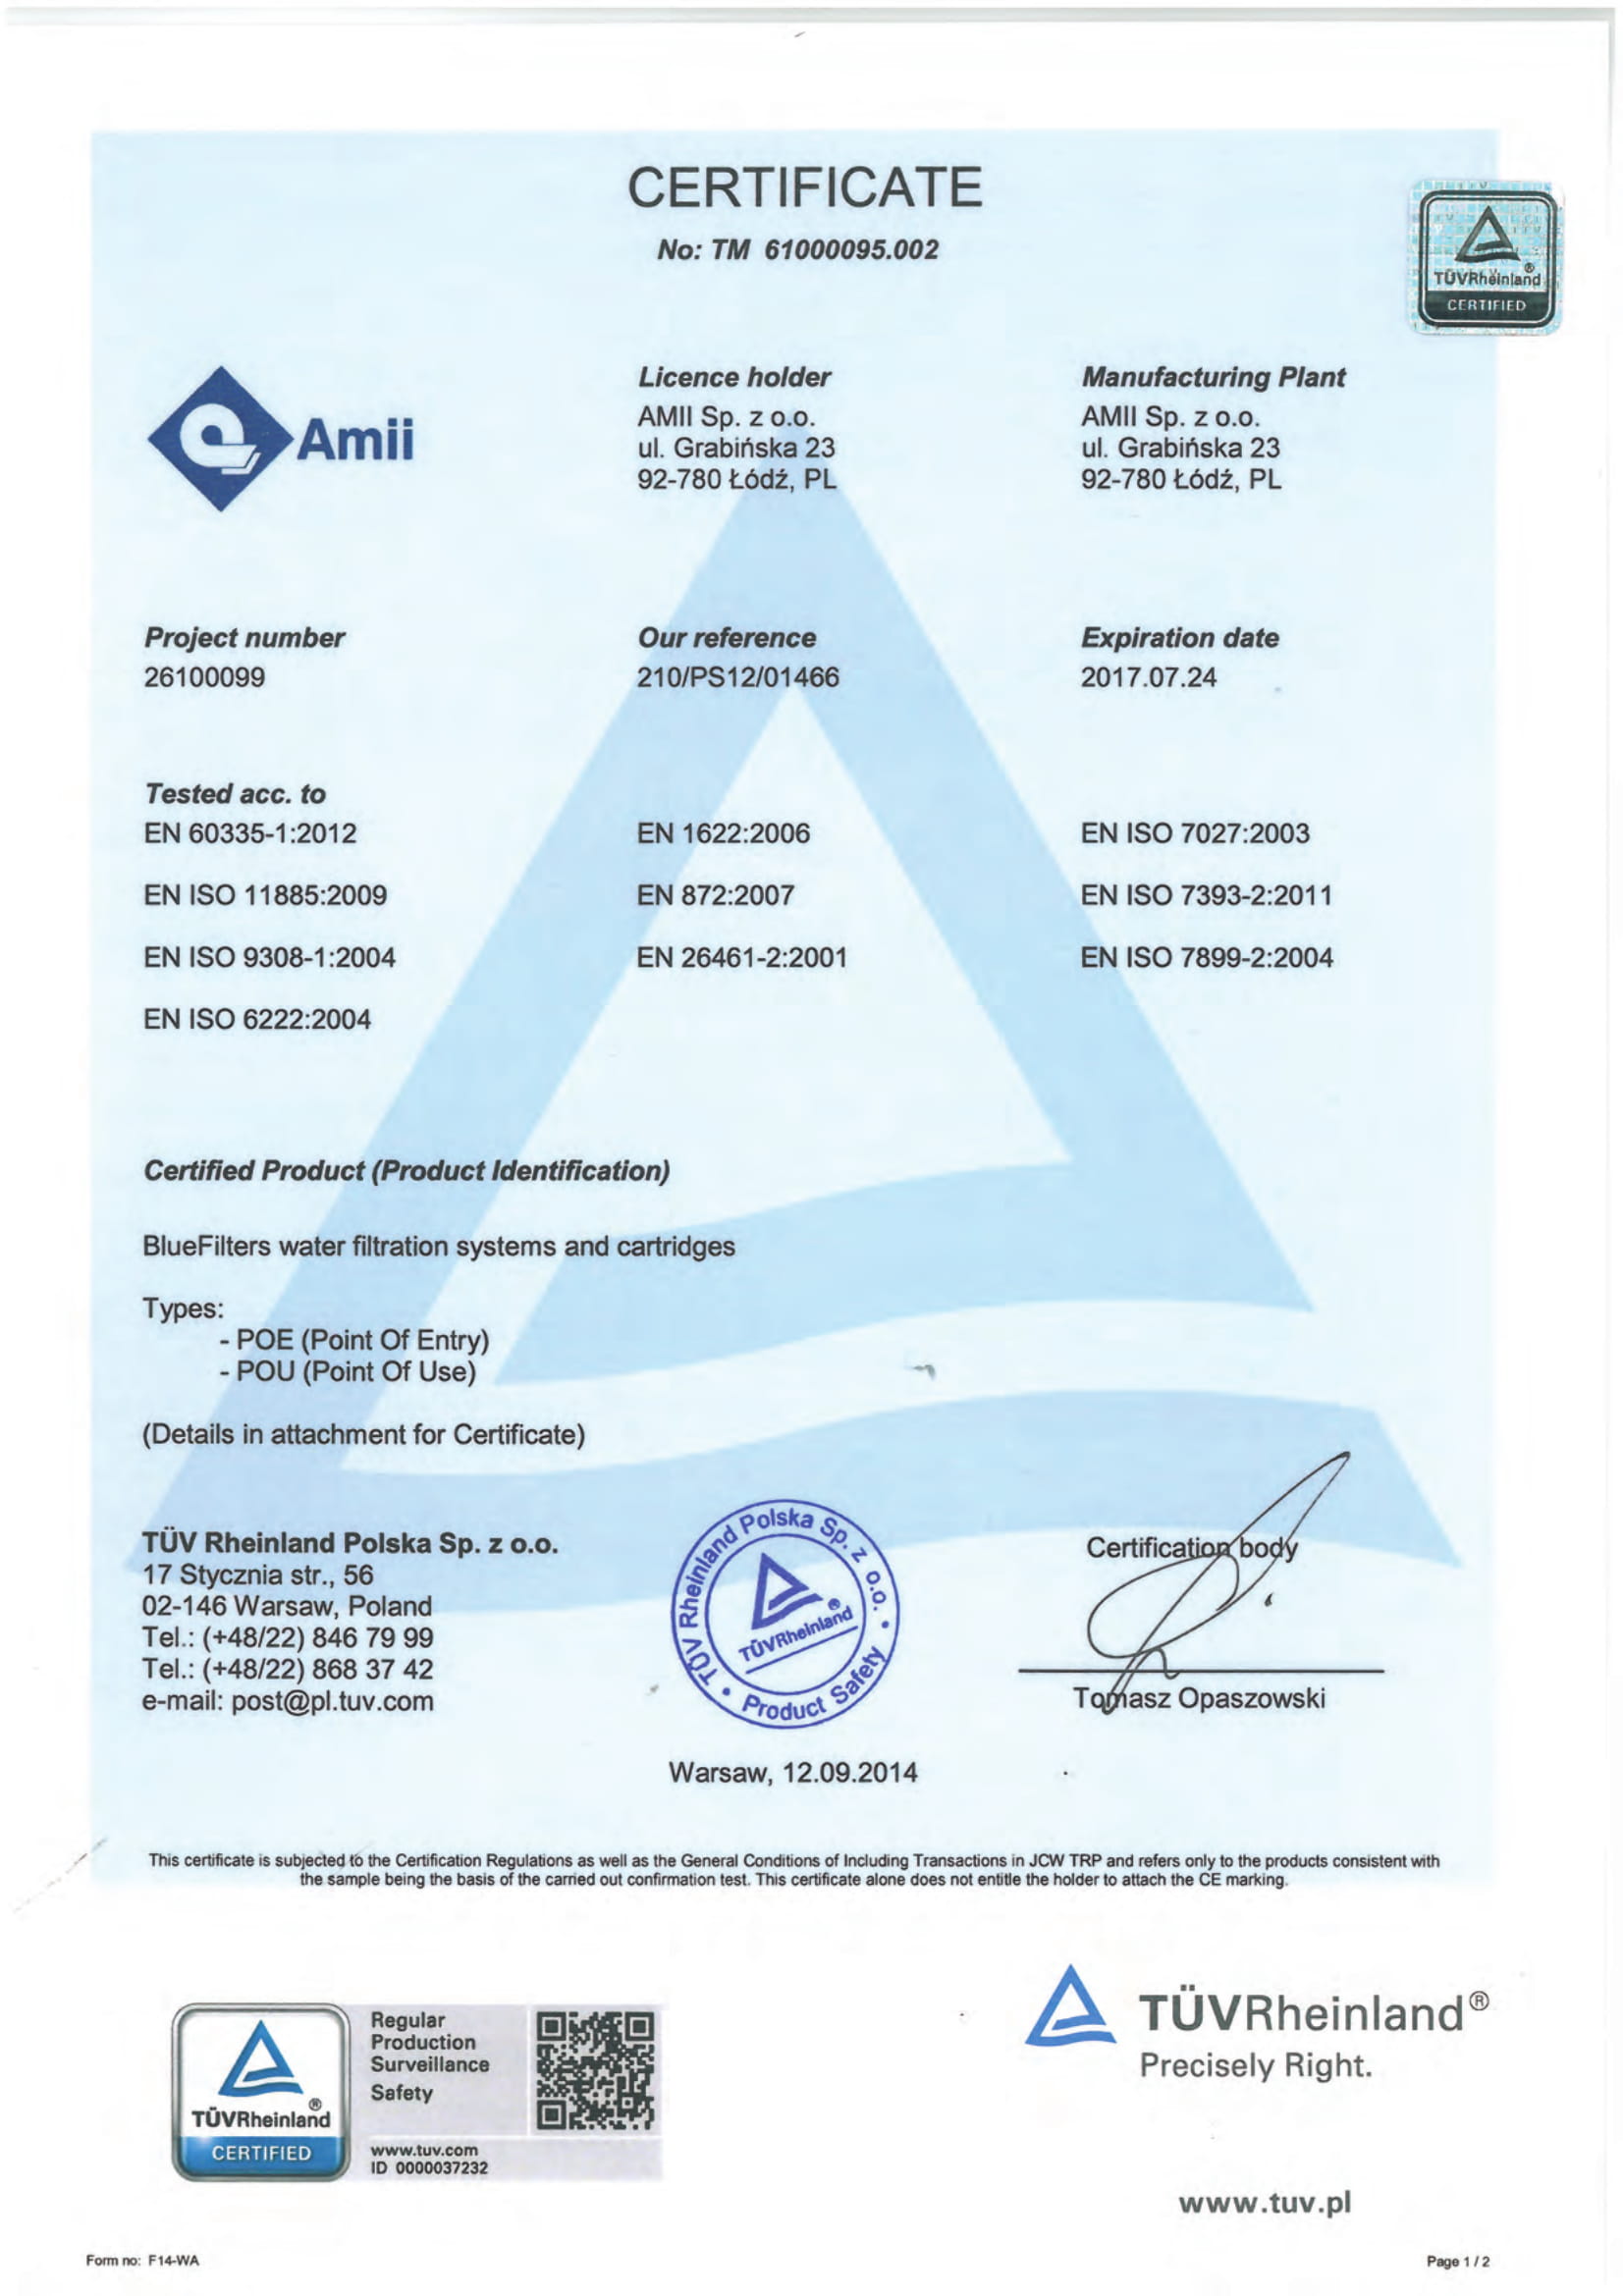 CERTIFICATE
No: TM 61000095.002
TÜVRheinland®
CERTIFIED
Amii
Licence holder
AMII Sp. z o.o.
ul. Grabińska 23
92-780 Łódź, PL
Manufacturing Plant
AMII Sp. z o.o.
ul. Grabińska 23
92-780 Łódź, PL
Project number
26100099
Our reference
210/PS12/01466
Expiration date
2017.07.24
Tested acc. to
EN 60335-1:2012
EN 1622:2006
EN ISO 7027:2003
EN ISO 11885:2009
EN 872:2007
EN ISO 7393-2:2011
EN ISO 9308-1:2004
EN 26461-2:2001
EN ISO 7899-2:2004
EN ISO 6222:2004
Certified Product (Product Identification)
BlueFilters water filtration systems and cartridges
Types:
- POE (Point Of Entry)
- POU (Point Of Use)
(Details in attachment for Certificate)
TÜV Rheinland Polska Sp. z o.o.
17 Stycznia str., 56
02-146 Warsaw, Poland
Tel.: (+48/22) 846 79 99
Tel.: (+48/22) 868 37 42
e-mail: post@pl.tuv.com
TÜV Rheinland Polska Sp. z o.o. • Product Safety •
TÜVRheinland®
Certification body
Tomasz Opaszowski
Warsaw, 12.09.2014
This certificate is subjected to the Certification Regulations as well as the General Conditions of Including Transactions in JCW TRP and refers only to the products consistent with
the sample being the basis of the carried out confirmation test. This certificate alone does not entitle the holder to attach the CE marking.
TÜVRheinland®
CERTIFIED
Regular
Production
Surveillance
Safety
www.tuv.com
ID 0000037232
TÜVRheinland®
Precisely Right.
www.tuv.pl
Form no: F14-WA
Page 1 / 2